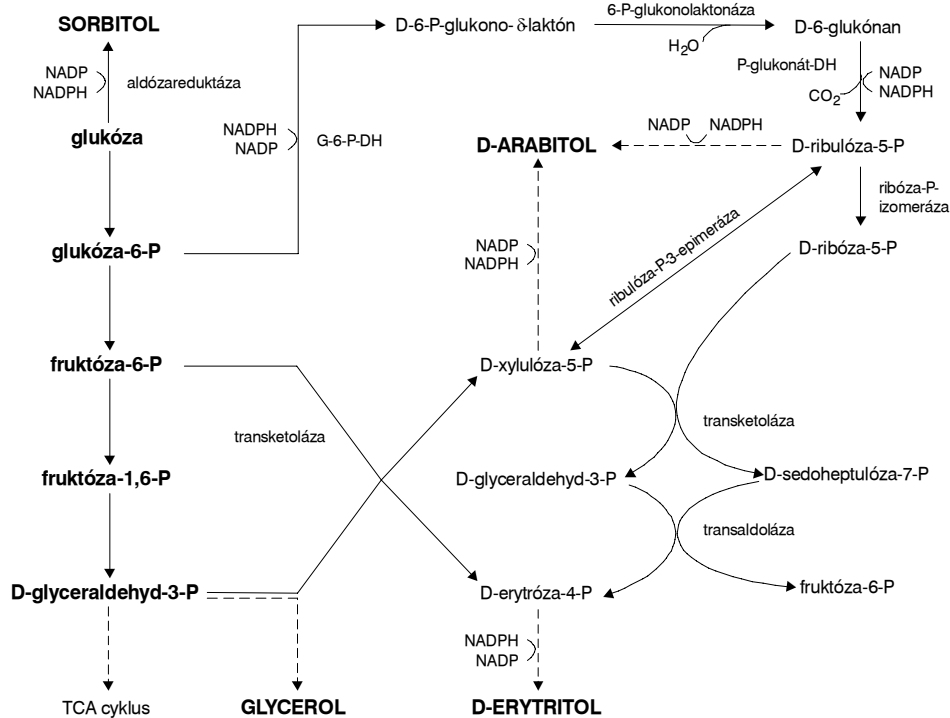 SORBITOL
NADP
NADPH
aldózareduktáza
glukóza
glukóza-6-P
fruktóza-6-P
fruktóza-1,6-P
D-glyceraldehyd-3-P
TCA cyklus
GLYCEROL
NADPH
NADP
G-6-P-DH
D-6-P-glukono- δlaktón
6-P-glukonolaktonáza
H2O
D-6-glukónan
P-glukonát-DH
CO2
NADP
NADPH
D-ribulóza-5-P
NADP
NADPH
D-ARABITOL
ribóza-P-
izomeráza
D-ribóza-5-P
ribulóza-P-3-epimeráza
NADP
NADPH
D-xylulóza-5-P
transketoláza
transketoláza
D-glyceraldehyd-3-P
D-sedoheptulóza-7-P
transaldoláza
D-erytróza-4-P
fruktóza-6-P
NADPH
NADP
D-ERYTRITOL